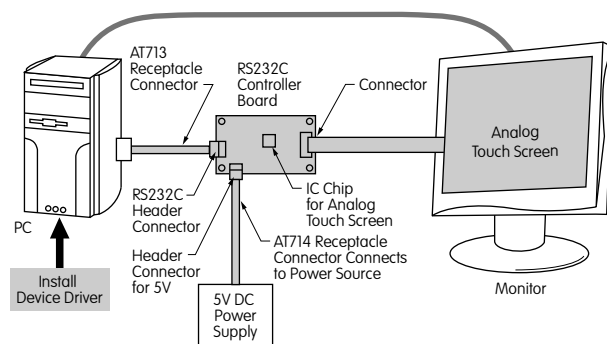 AT713
Receptacle
Connector
RS232C
Controller
Board
Connector
Analog
Touch Screen
PC
RS232C
Header
Connector
IC Chip
for Analog
Touch Screen
Header
Connector
for 5V
AT714 Receptacle
Connector Connects
to Power Source
Monitor
Install
Device Driver
5V DC
Power
Supply